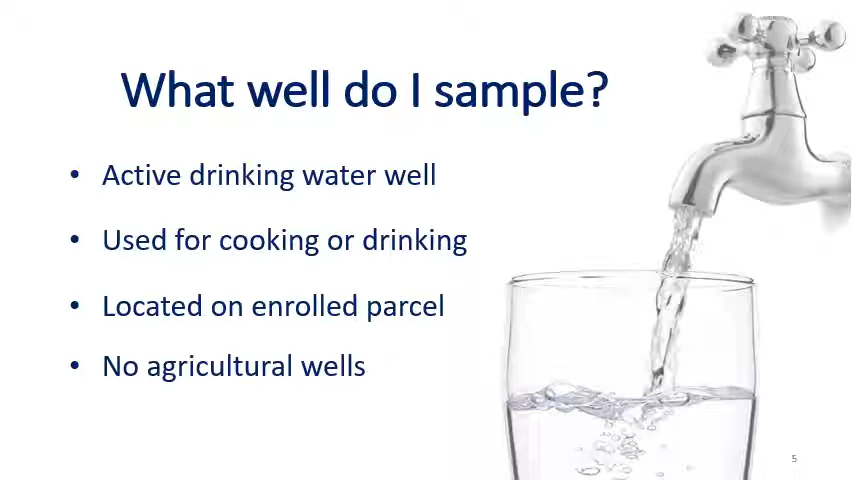 What well do I sample?
• Active drinking water well
• Used for cooking or drinking
• Located on enrolled parcel
• No agricultural wells
5